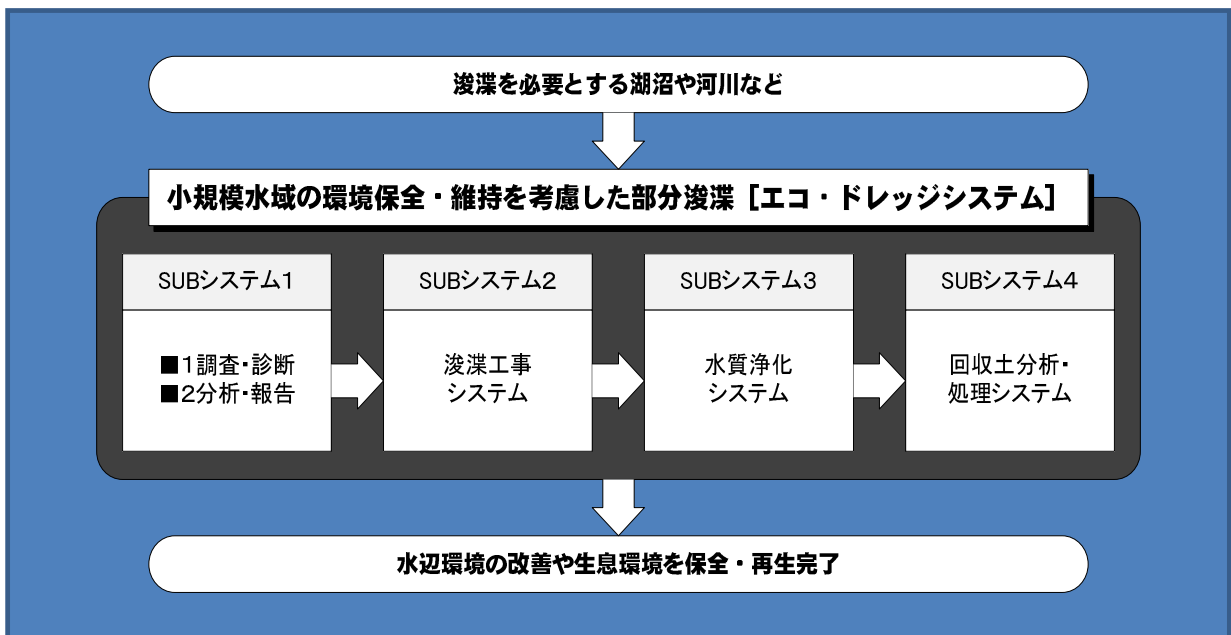 浚渫を必要とする湖沼や河川など
小規模水域の環境保全・維持を考慮した部分浚渫［エコ・ドレッジシステム］
SUBシステム1
■1調査・診断
■2分析・報告
SUBシステム2
浚渫工事
システム
SUBシステム3
水質浄化
システム
SUBシステム4
回収土分析・
処理システム
水辺環境の改善や生息環境を保全・再生完了